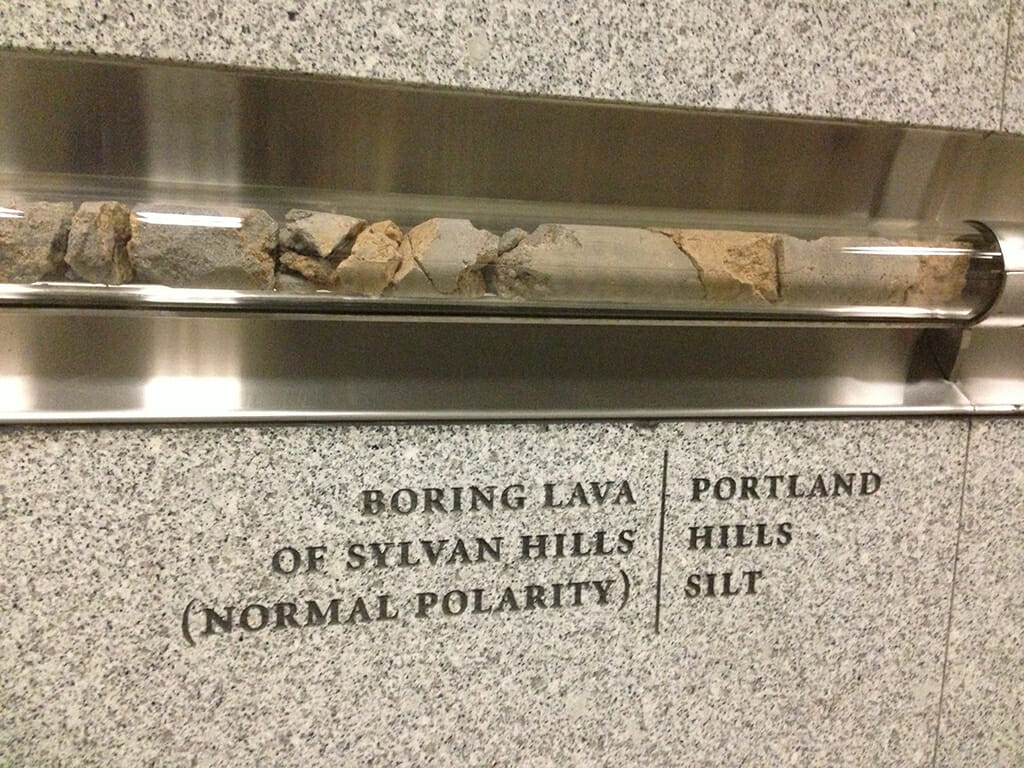 BORING LAVA
OF SYLVAN HILLS
(NORMAL POLARITY)
PORTLAND
HILLS
SILT